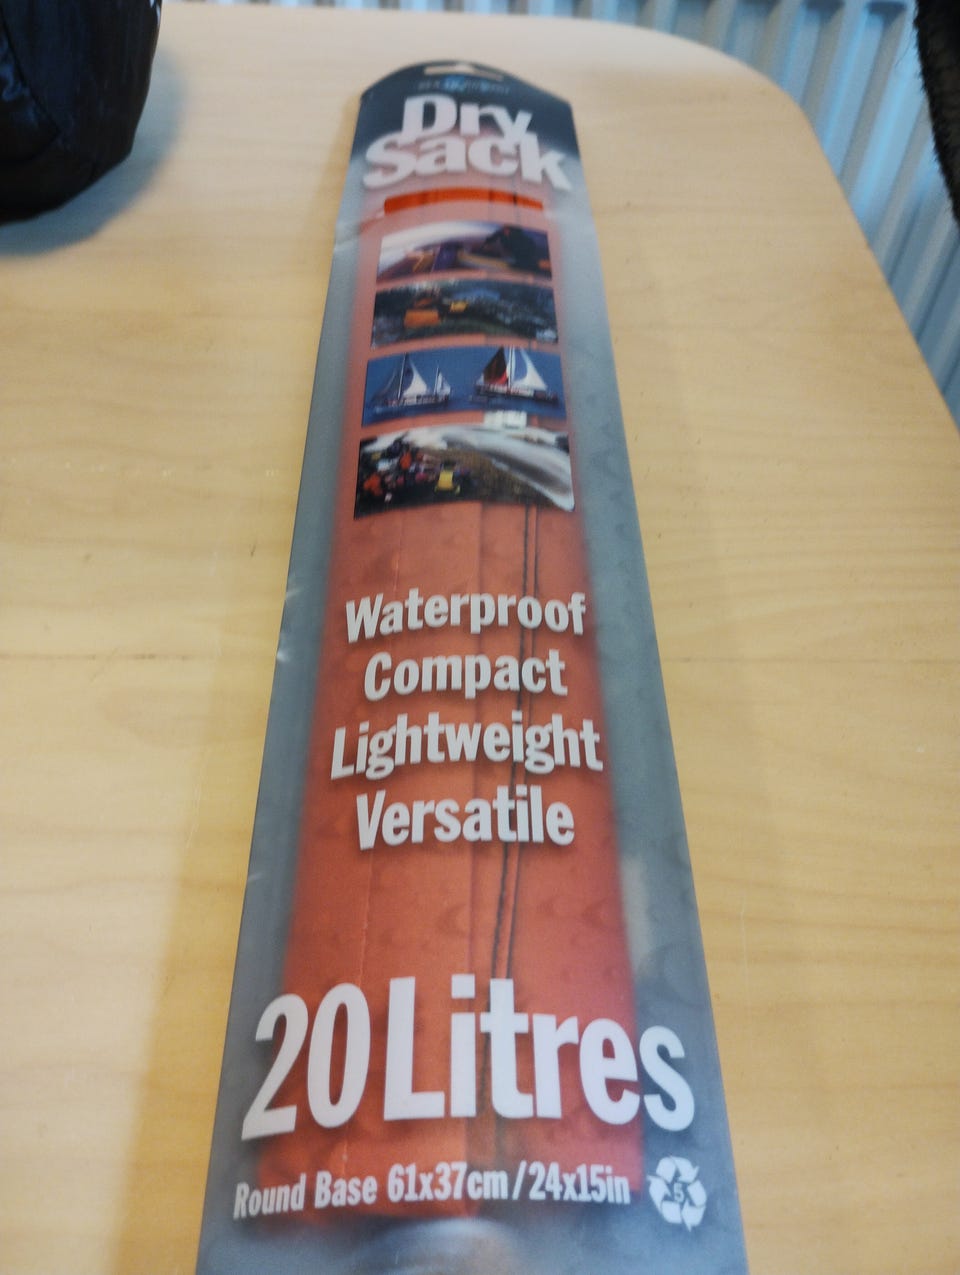 Dry
Sack
Waterproof
Compact
Lightweight
Versatile
20 Litres
Round Base 61x37cm/24x15in
5